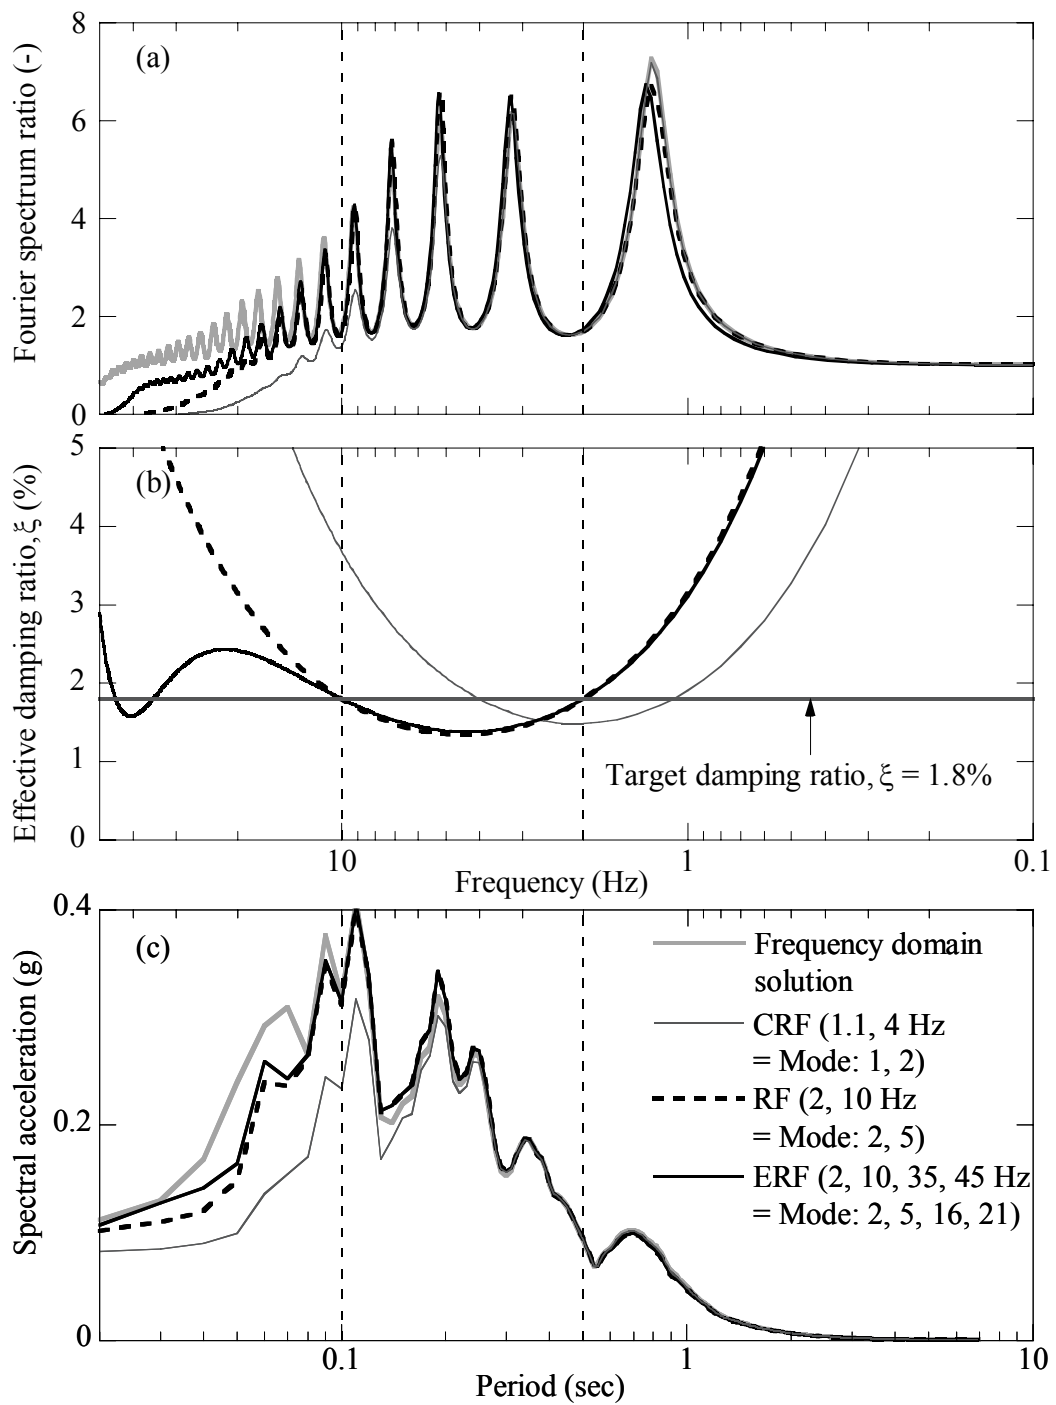 8
6
4
2
0
Fourier spectrum ratio (-)
(a)
5
4
3
2
1
0
Effective damping ratio, ξ (%)
(b)
Target damping ratio, ξ = 1.8%
10
1
0.1
Frequency (Hz)
0.4
0.2
0
Spectral acceleration (g)
(c)
Frequency domain
solution
CRF (1.1, 4 Hz
= Mode: 1, 2)
RF (2, 10 Hz
= Mode: 2, 5)
ERF (2, 10, 35, 45 Hz
= Mode: 2, 5, 16, 21)
0.1
1
10
Period (sec)